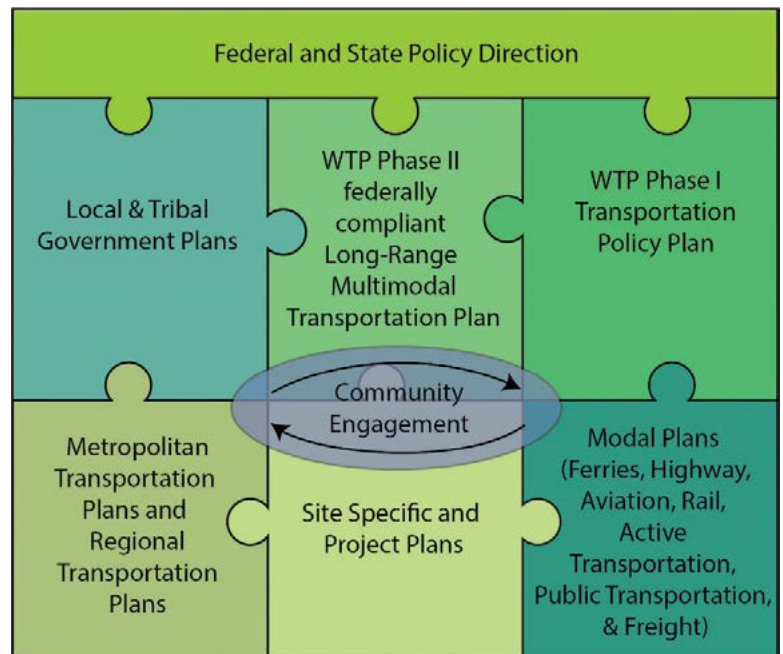 Federal and State Policy Direction
Local & Tribal
Government Plans
WTP Phase II
federally
compliant
Long-Range
Multimodal
Transportation Plan
WTP Phase I
Transportation
Policy Plan
Community
Engagement
Metropolitan
Transportation
Plans and
Regional
Transportation
Plans
Site Specific and
Project Plans
Modal Plans
(Ferries, Highway,
Aviation, Rail,
Active
Transportation,
Public Transportation,
& Freight)